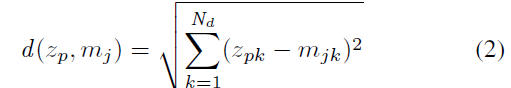 d(z_p, m_j) = \sqrt{\sum_{k=1}^{N_d} (z_{pk} - m_{jk})^2} (2)